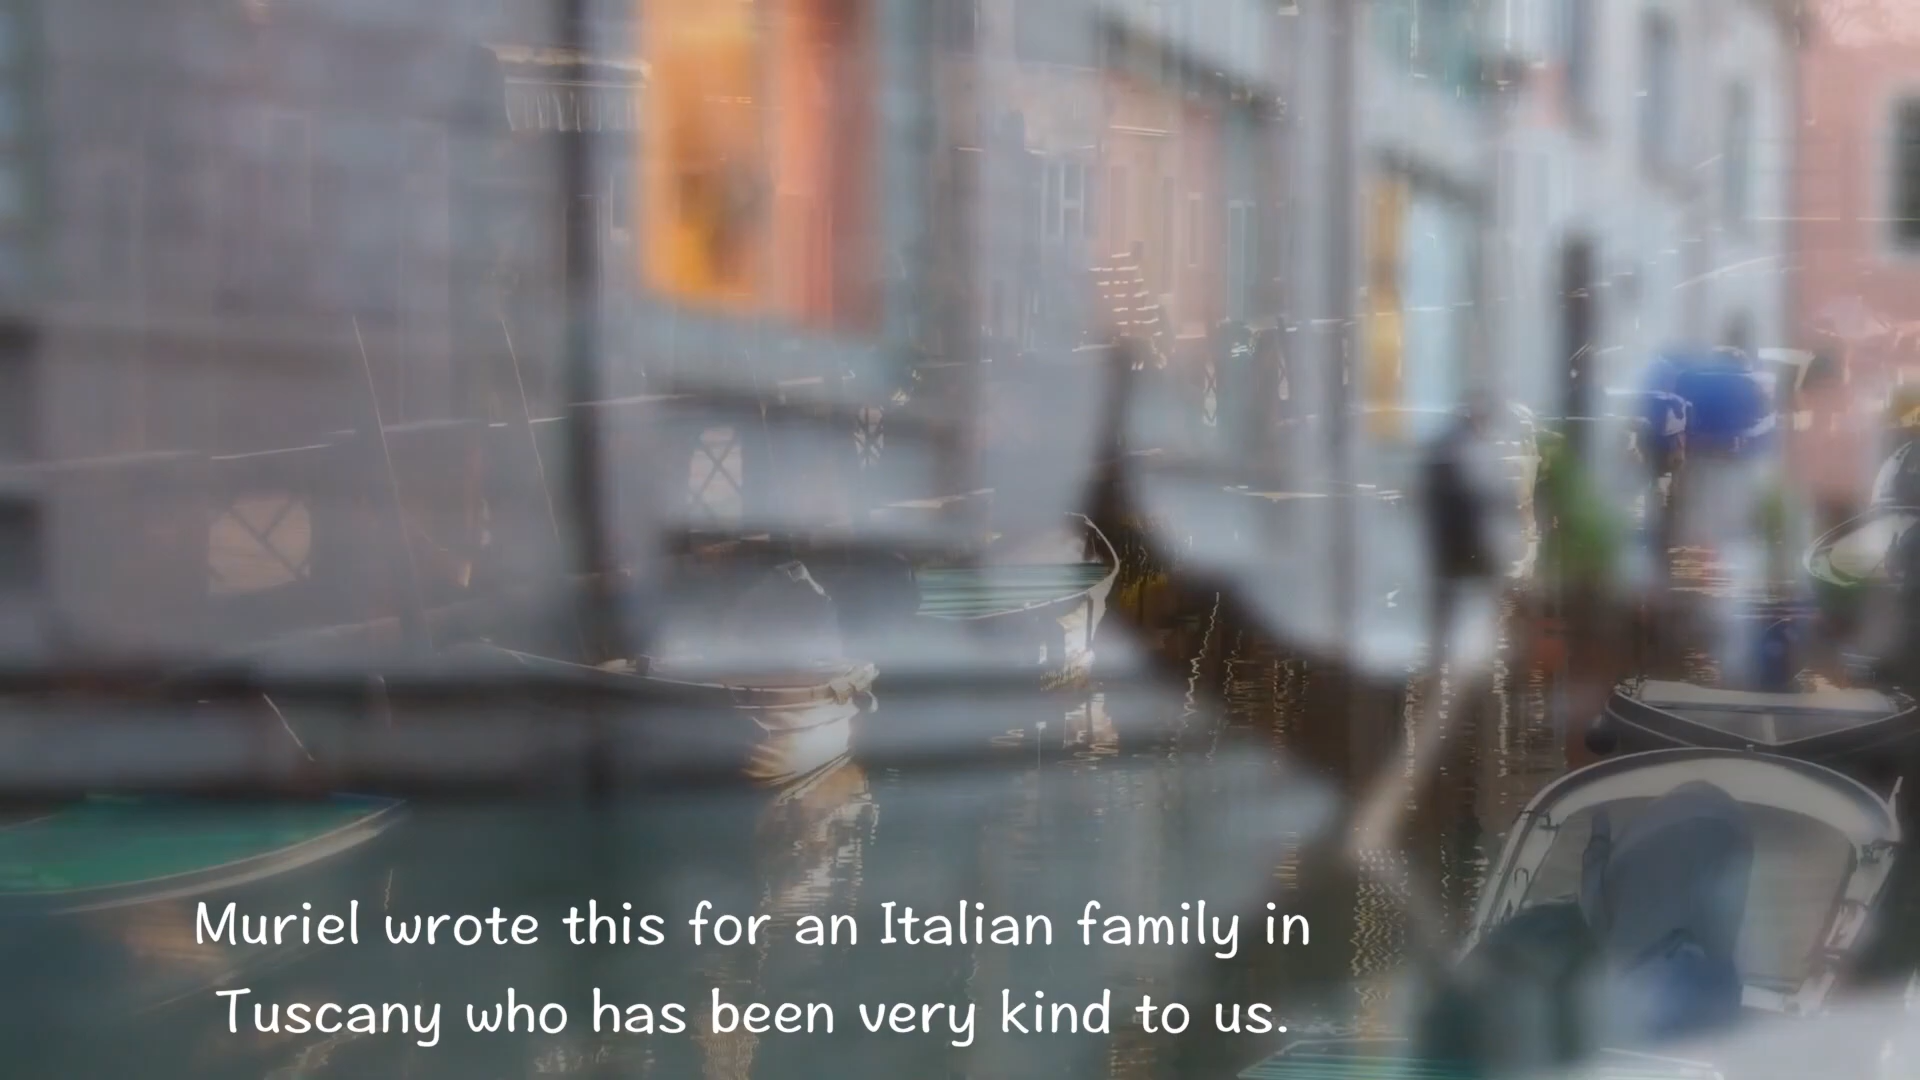 Muriel wrote this for an Italian family in
Tuscany who has been very kind to us.